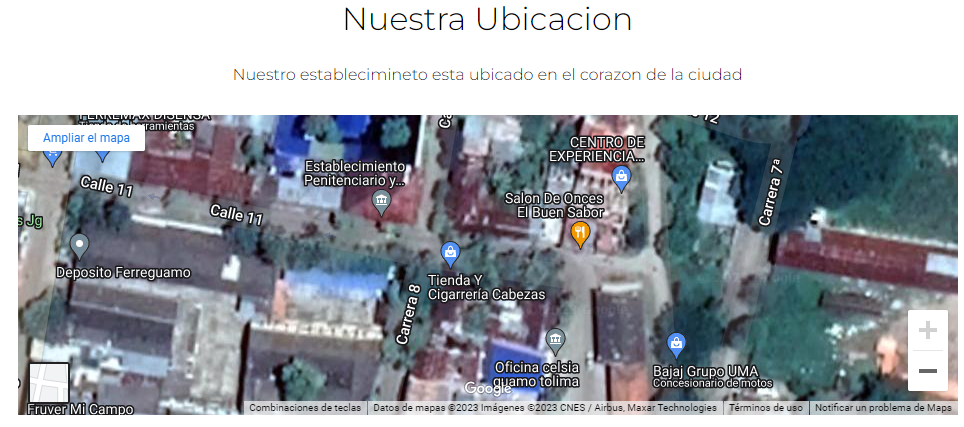 Nuestra Ubicacion
Nuestro establecimineto esta ubicado en el corazon de la ciudad
FERREMAX DISENSA
Ampliar el mapa
Calle 11
Calle 11
s Jg
Establecimiento
Penitenciario y...
CENTRO DE
EXPERIENCIA...
Salon De Onces
El Buen Sabor
12
Carrera 7ª
Deposito Ferreguamo
Tienda Y
Cigarrería Cabezas
Carrera 8
Oficina celsia
guamo tolima
Bajaj Grupo UMA
Concesionario de motos
Fruver Mi Campo
Google
Combinaciones de teclas
Datos de mapas ©2023 Imágenes ©2023 CNES / Airbus, Maxar Technologies
Términos de uso
Notificar un problema de Maps